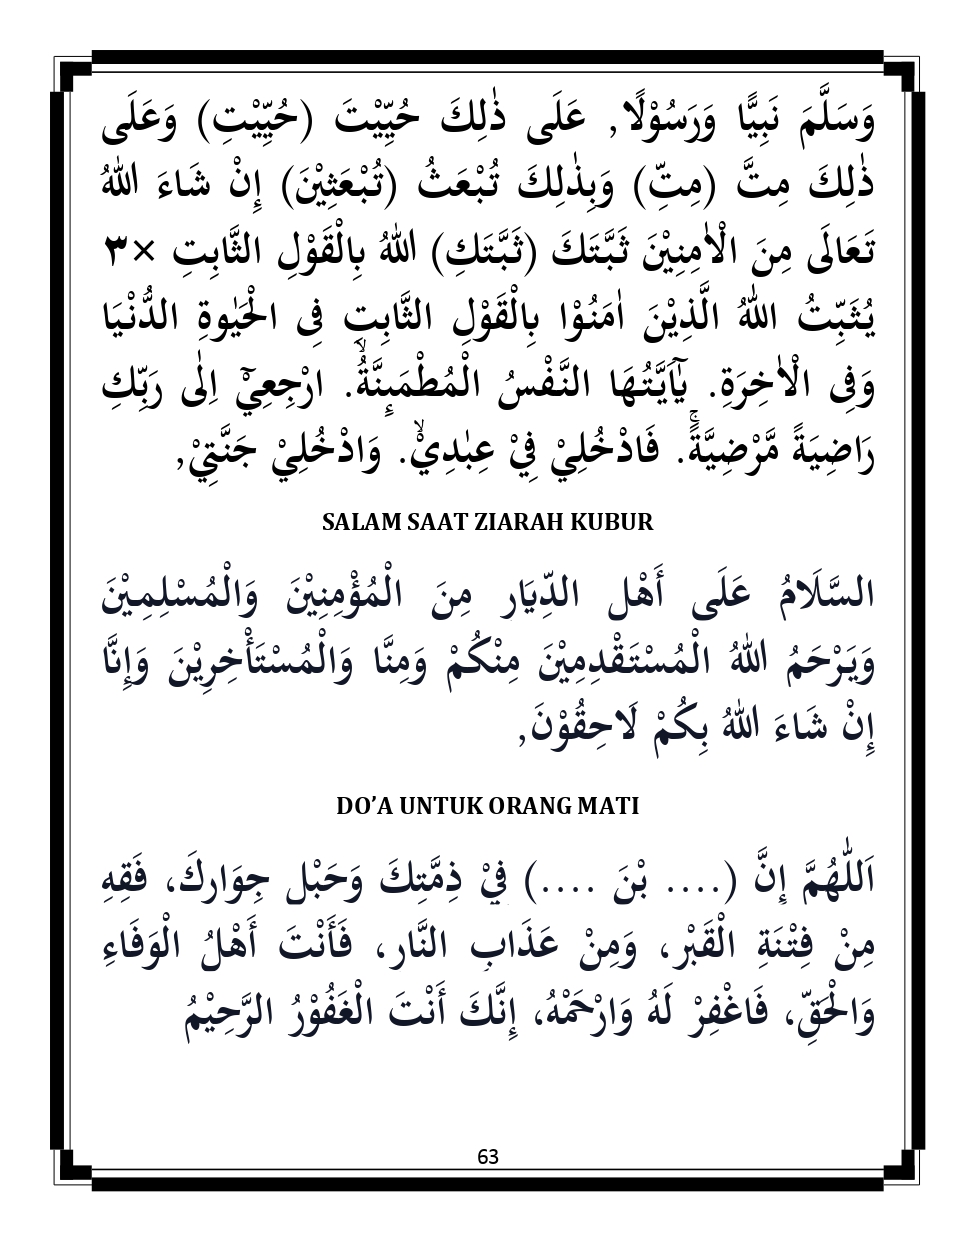 وَسَلَّمَ نَبِيًّا وَرَسُوْلًا, عَلَى ذٰلِكَ حُيِّيْتَ (حُيِّيْتِ) وَعَلَى
ذٰلِكَ مِتَّ (مِتِّ) وَبِذٰلِكَ تُبْعَثُ (تُبْعَثِيْنَ) إِنْ شَاءَ اللهُ
تَعَالَى مِنَ الْاٰمِنِيْنَ ثَبَّتَكَ (ثَبَّتَكِ) اللهُ بِالْقَوْلِ الثَّابِتِ ×٣
يُثَبِّتُ اللهُ الَّذِيْنَ اٰمَنُوْا بِالْقَوْلِ الثَّابِتِ فِى الْحَيٰوةِ الدُّنْيَا
وَفِى الْاٰخِرَةِ. يٰٓاَيَّتُهَا النَّفْسُ الْمُطْمَىِٕنَّةُۙ. ارْجِعِيْٓ اِلٰى رَبِّكِ
رَاضِيَةً مَّرْضِيَّةًۚ. فَادْخُلِيْ فِيْ عِبٰدِيْۙ. وَادْخُلِيْ جَنَّتِيْ,
SALAM SAAT ZIARAH KUBUR
السَّلَامُ عَلَى أَهْلِ الدِّيَارِ مِنَ الْمُؤْمِنِيْنَ وَالْمُسْلِمِيْنَ
وَيَرْحَمُ اللهُ الْمُسْتَقْدِمِيْنَ مِنْكُمْ وَمِنَّا وَالْمُسْتَأْخِرِيْنَ وَإِنَّا
إِنْ شَاءَ اللهُ بِكُمْ لَاحِقُوْنَ,
DO’A UNTUK ORANG MATI
اَللّٰهُمَّ إِنَّ (.... بْنَ ....) فِيْ ذِمَّتِكَ وَحَبْلِ جِوَارِكَ، فَقِهِ
مِنْ فِتْنَةِ الْقَبْرِ، وَمِنْ عَذَابِ النَّارِ، فَأَنْتَ أَهْلُ الْوَفَاءِ
وَالْحَقِّ، فَاغْفِرْ لَهُ وَارْحَمْهُ، إِنَّكَ أَنْتَ الْغَفُوْرُ الرَّحِيْمُ
63